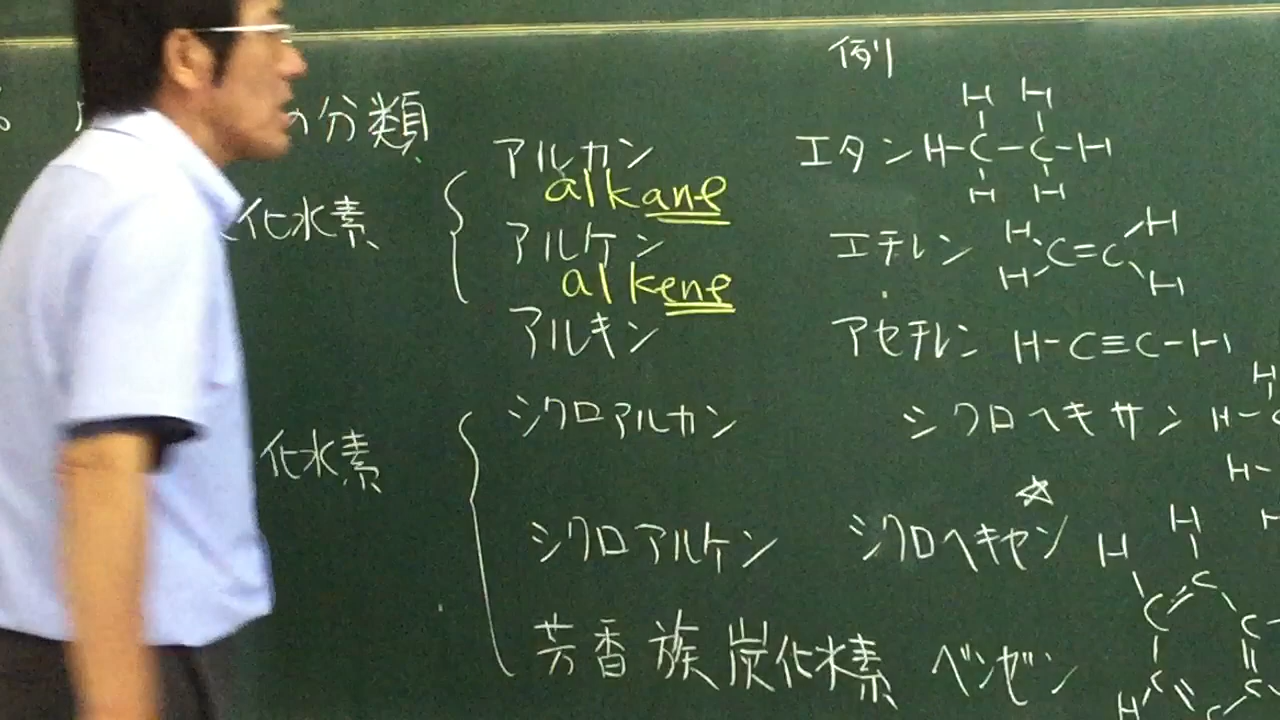 例
の分類
アルカン エタン H-C-C-H H H H H
alkane
化水素
アルケン エチレン H H C=C H H
alkene
アルキン アセチレン H-C≡C-H
シクロアルカン シクロヘキサン H-C H H-
化水素
☆
シクロアルケン シクロヘキセン
芳香族炭化水素 ベンゼン H H H C C C C C C H